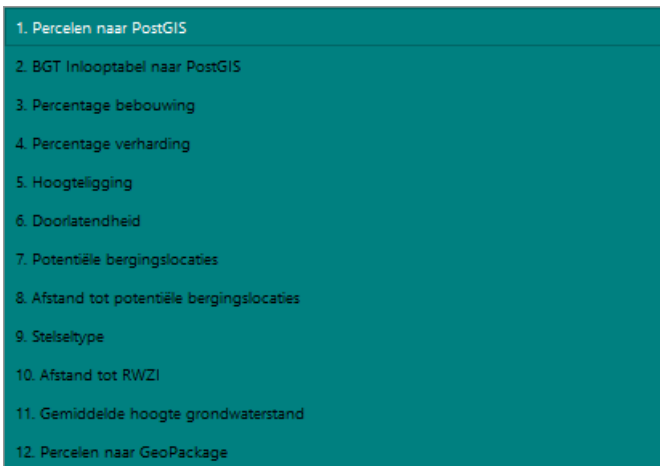 1. Percelen naar PostGIS
2. BGT Inlooptabel naar PostGIS
3. Percentage bebouwing
4. Percentage verharding
5. Hoogteligging
6. Doorlatendheid
7. Potentiële bergingslocaties
8. Afstand tot potentiële bergingslocaties
9. Stelseltype
10. Afstand tot RWZI
11. Gemiddelde hoogte grondwaterstand
12. Percelen naar GeoPackage